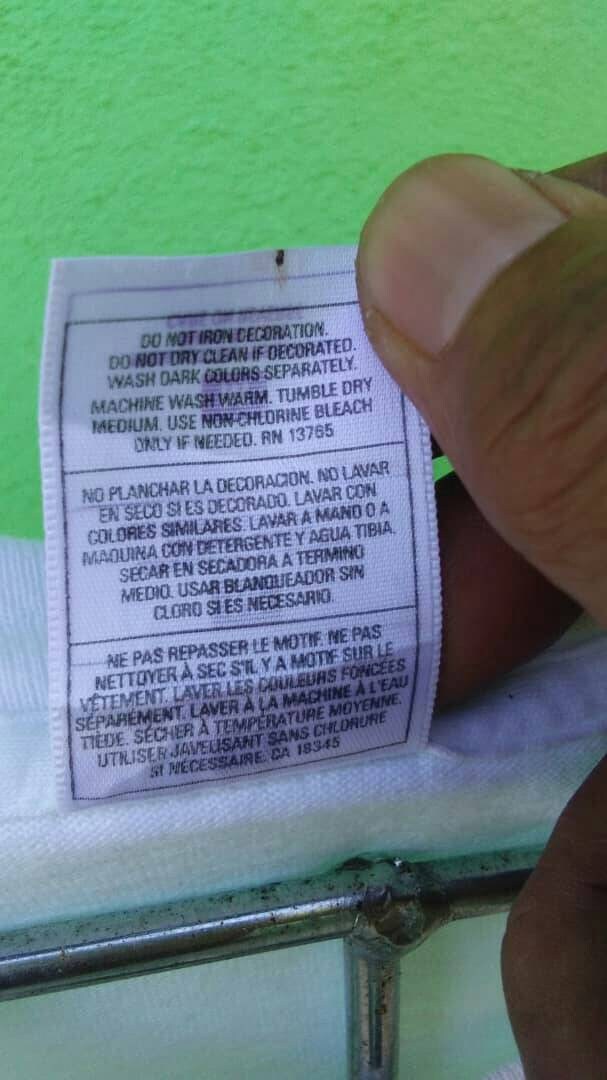 DO NOT IRON DECORATION.
DO NOT DRY CLEAN IF DECORATED.
WASH DARK COLORS SEPARATELY.
MACHINE WASH WARM. TUMBLE DRY
MEDIUM. USE NON-CHLORINE BLEACH
ONLY IF NEEDED. RN 13765
NO PLANCHAR LA DECORACION. NO LAVAR
EN SECO SI ES DECORADO. LAVAR CON
COLORES SIMILARES. LAVAR A MANO O A
MAQUINA CON DETERGENTE Y AGUA TIBIA.
SECAR EN SECADORA A TERMINO
MEDIO. USAR BLANQUEADOR SIN
CLORO SI ES NECESARIO.
NE PAS REPASSER LE MOTIF. NE PAS
NETTOYER À SEC S'IL Y A MOTIF SUR LE
VÊTEMENT. LAVER LES COULEURS FONCÉES
SÉPARÉMENT. LAVER À LA MACHINE À L'EAU
TIÈDE. SÉCHER À TEMPÉRATURE MOYENNE.
UTILISER JAVELISANT SANS CHLORURE
SI NÉCESSAIRE. CA 18345